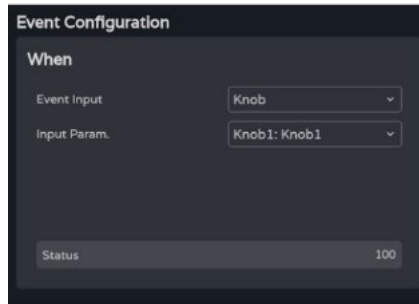 Event Configuration
When
Event Input Knob
Input Param. Knob1: Knob1
Status 100